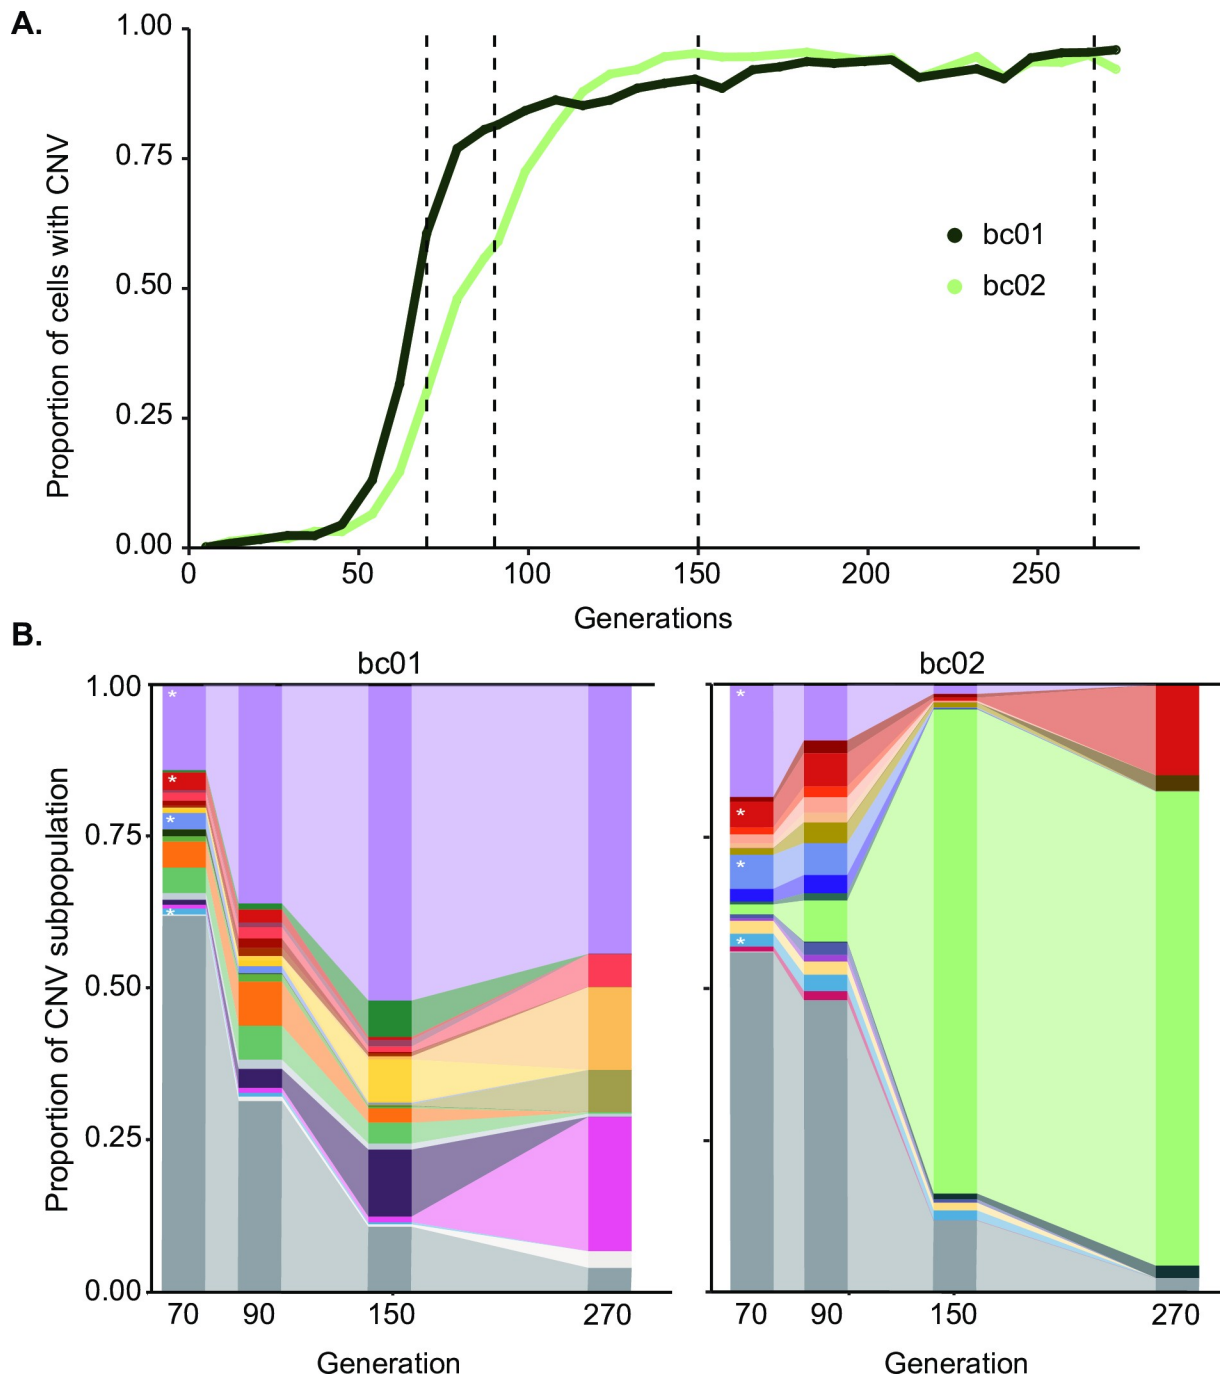 A.
Proportion of cells with CNV
1.00
0.75
0.50
0.25
0.00
0
50
100
150
200
250
Generations
bc01
bc02
B.
bc01
bc02
Proportion of CNV subpopulation
1.00
0.75
0.50
0.25
0.00
*
*
*
*
*
*
*
*
70
90
150
270
70
90
150
270
Generation
Generation